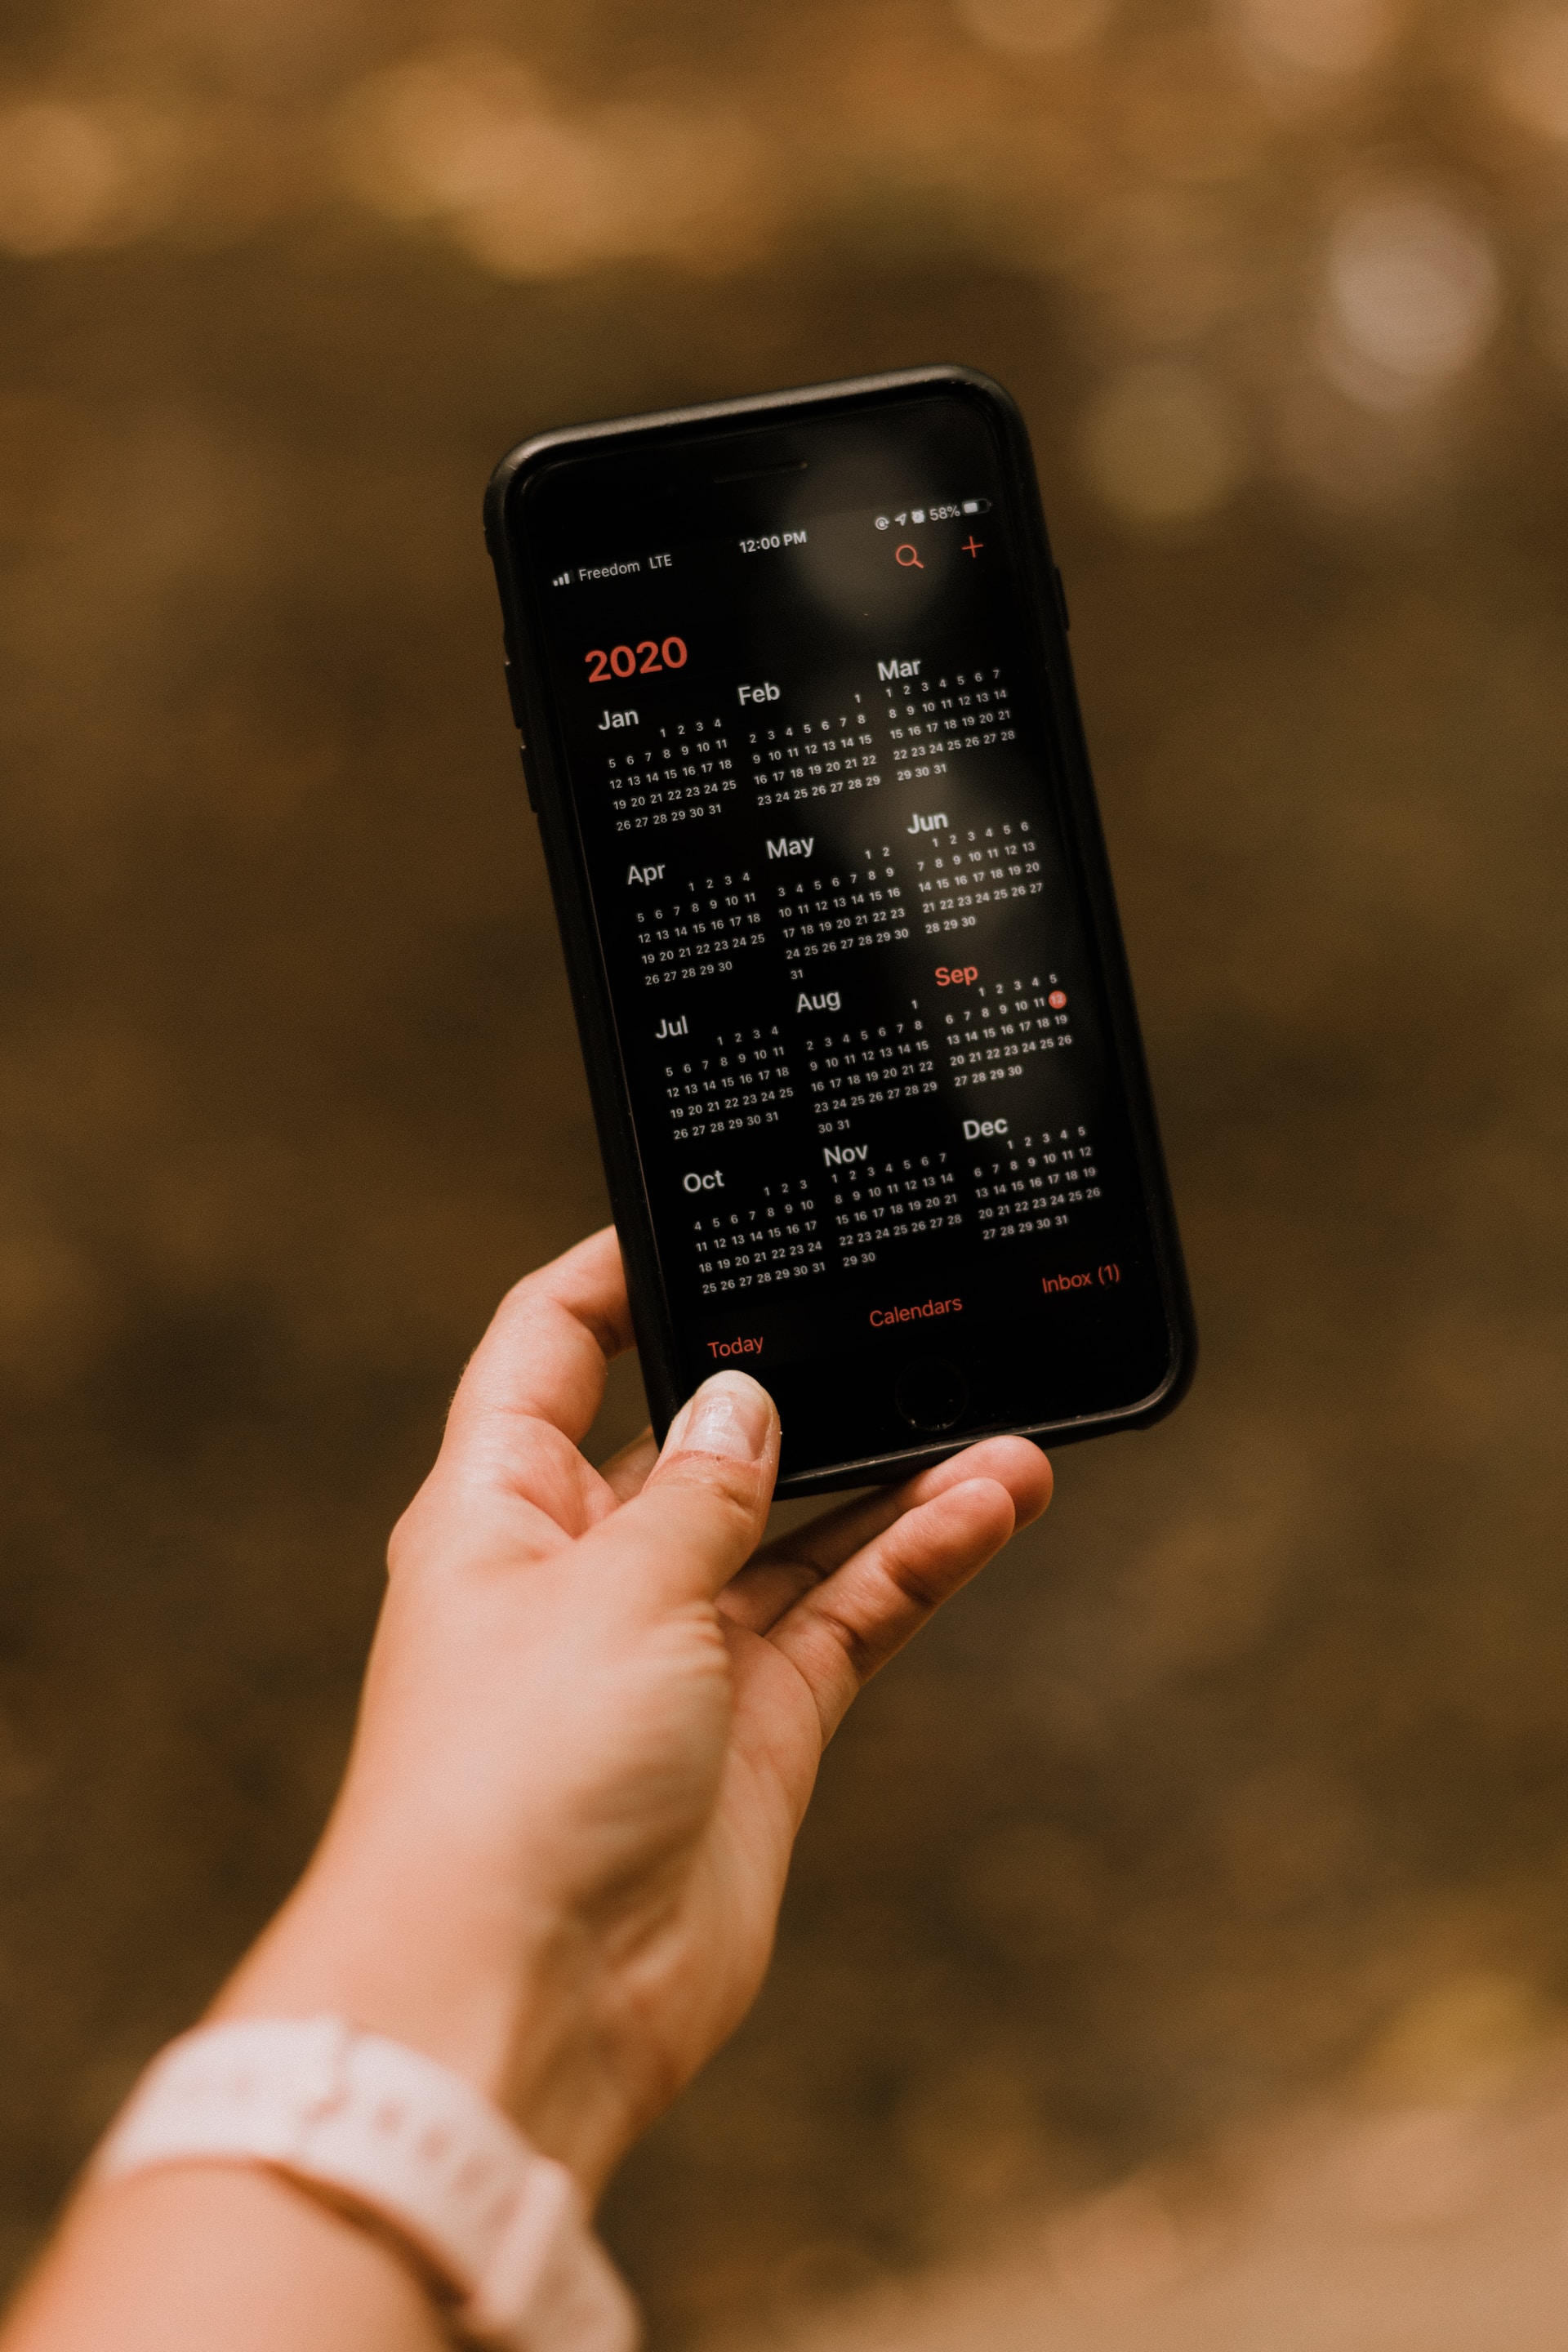 Freedom LTE 12:00 PM 58%
2020
Jan
1 2 3 4
5 6 7 8 9 10 11
12 13 14 15 16 17 18
19 20 21 22 23 24 25
26 27 28 29 30 31
Feb
1
2 3 4 5 6 7 8
9 10 11 12 13 14 15
16 17 18 19 20 21 22
23 24 25 26 27 28 29
Mar
1 2 3 4 5 6 7
8 9 10 11 12 13 14
15 16 17 18 19 20 21
22 23 24 25 26 27 28
29 30 31
Apr
1 2 3 4
5 6 7 8 9 10 11
12 13 14 15 16 17 18
19 20 21 22 23 24 25
26 27 28 29 30
May
1 2
3 4 5 6 7 8 9
10 11 12 13 14 15 16
17 18 19 20 21 22 23
24 25 26 27 28 29 30
31
Jun
1 2 3 4 5 6
7 8 9 10 11 12 13
14 15 16 17 18 19 20
21 22 23 24 25 26 27
28 29 30
Jul
1 2 3 4
5 6 7 8 9 10 11
12 13 14 15 16 17 18
19 20 21 22 23 24 25
26 27 28 29 30 31
Aug
1
2 3 4 5 6 7 8
9 10 11 12 13 14 15
16 17 18 19 20 21 22
23 24 25 26 27 28 29
30 31
Sep
1 2 3 4 5
6 7 8 9 10 11 12
13 14 15 16 17 18 19
20 21 22 23 24 25 26
27 28 29 30
Oct
1 2 3
4 5 6 7 8 9 10
11 12 13 14 15 16 17
18 19 20 21 22 23 24
25 26 27 28 29 30 31
Nov
1 2 3 4 5 6 7
8 9 10 11 12 13 14
15 16 17 18 19 20 21
22 23 24 25 26 27 28
29 30
Dec
1 2 3 4 5
6 7 8 9 10 11 12
13 14 15 16 17 18 19
20 21 22 23 24 25 26
27 28 29 30 31
Today Calendars Inbox (1)